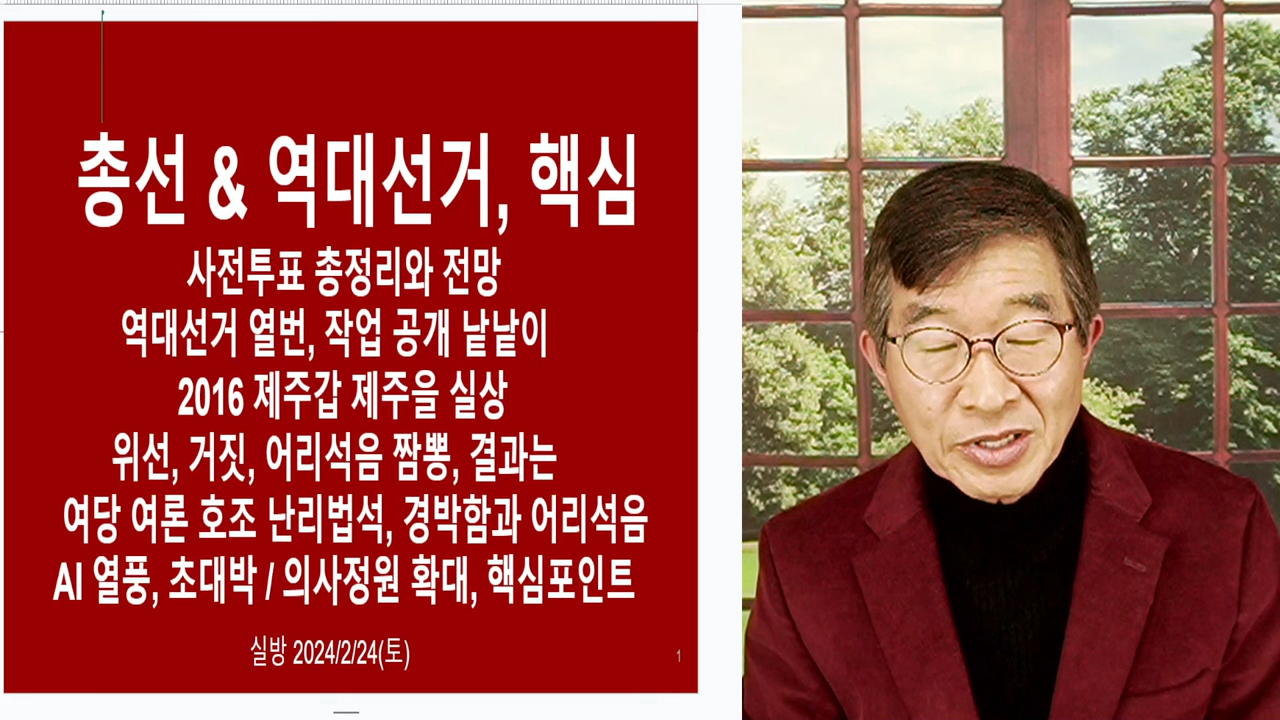 총선 & 역대선거, 핵심
사전투표 총정리와 전망
역대선거 열번, 작업 공개 낱낱이
2016 제주갑 제주을 실상
위선, 거짓, 어리석음 짬뽕, 결과는
여당 여론 호조 난리법석, 경박함과 어리석음
AI 열풍, 초대박 / 의사정원 확대, 핵심포인트
실방 2024/2/24(토)
1